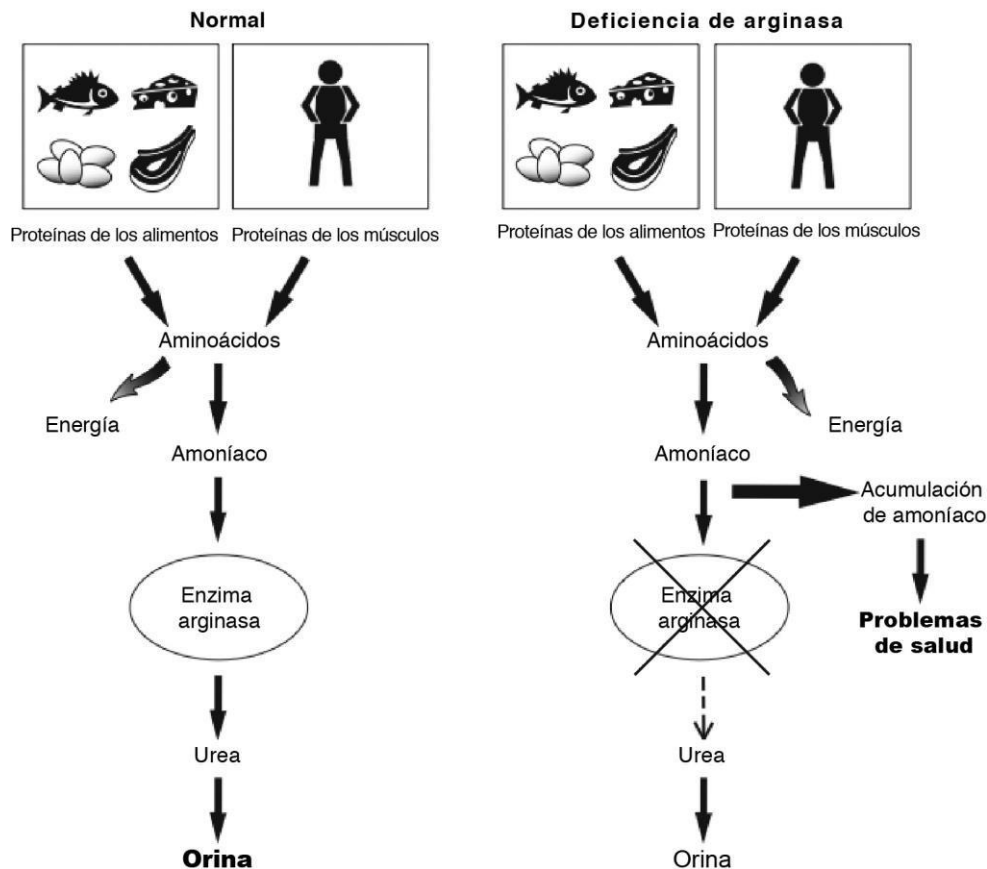 Normal
Proteínas de los alimentos
Proteínas de los músculos
Aminoácidos
Energía
Amoníaco
Enzima
arginasa
Urea
Orina
Deficiencia de arginasa
Proteínas de los alimentos
Proteínas de los músculos
Aminoácidos
Energía
Amoníaco
Acumulación
de amoníaco
Problemas
de salud
Enzima
arginasa
Urea
Orina